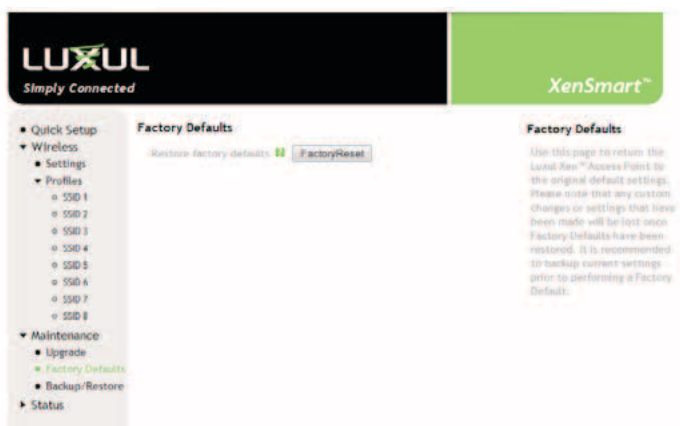 LUXUL
Simply Connected
XenSmart™
Quick Setup
Wireless
Settings
Profiles
SSID 1
SSID 2
SSID 3
SSID 4
SSID 5
SSID 6
SSID 7
SSID 8
Maintenance
Upgrade
Factory Defaults
Backup/Restore
Status
Factory Defaults
Restore factory defaults
FactoryReset
Factory Defaults
Use this page to return the
Luxul Xen™ Access Point to
the original default settings.
Please note that any custom
changes or settings that have
been made will be lost once
Factory Defaults have been
restored. It is recommended
to backup current settings
prior to performing a Factory
Default.